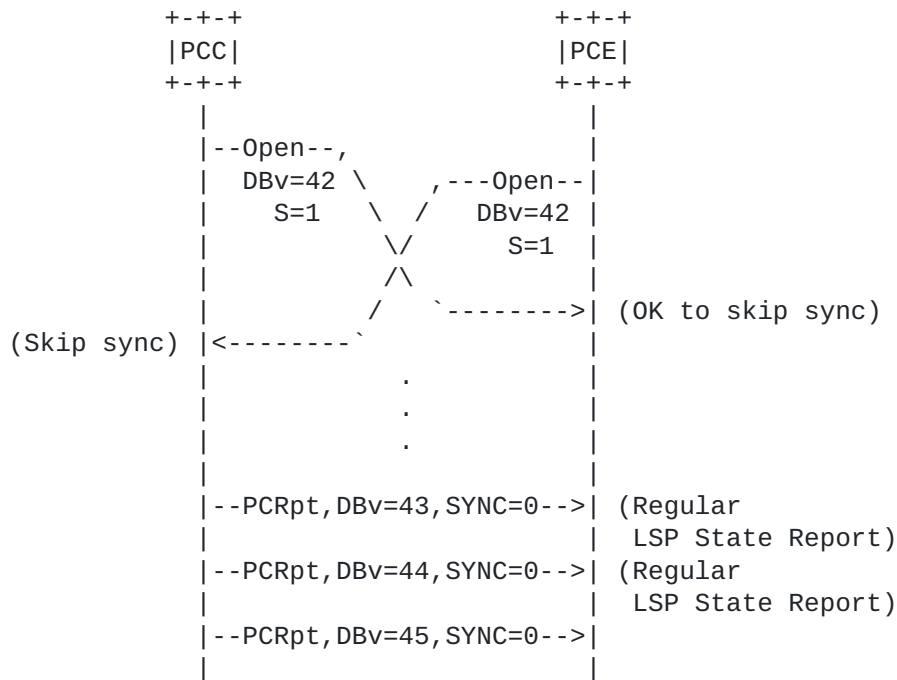 +-+-+                    +-+-+
|PCC|                    |PCE|
+-+-+                    +-+-+
|                        |
|--Open--,               |
|  DBv=42 \    ,---Open--|
|    S=1   \  /   DBv=42 |
|           \/      S=1  |
|           /\           |
|          /  `--------->| (OK to skip sync)
(Skip sync) |<--------`              |
|            .           |
|            .           |
|            .           |
|                        |
|--PCRpt,DBv=43,SYNC=0-->| (Regular
|                        |  LSP State Report)
|--PCRpt,DBv=44,SYNC=0-->| (Regular
|                        |  LSP State Report)
|--PCRpt,DBv=45,SYNC=0-->|
|                        |